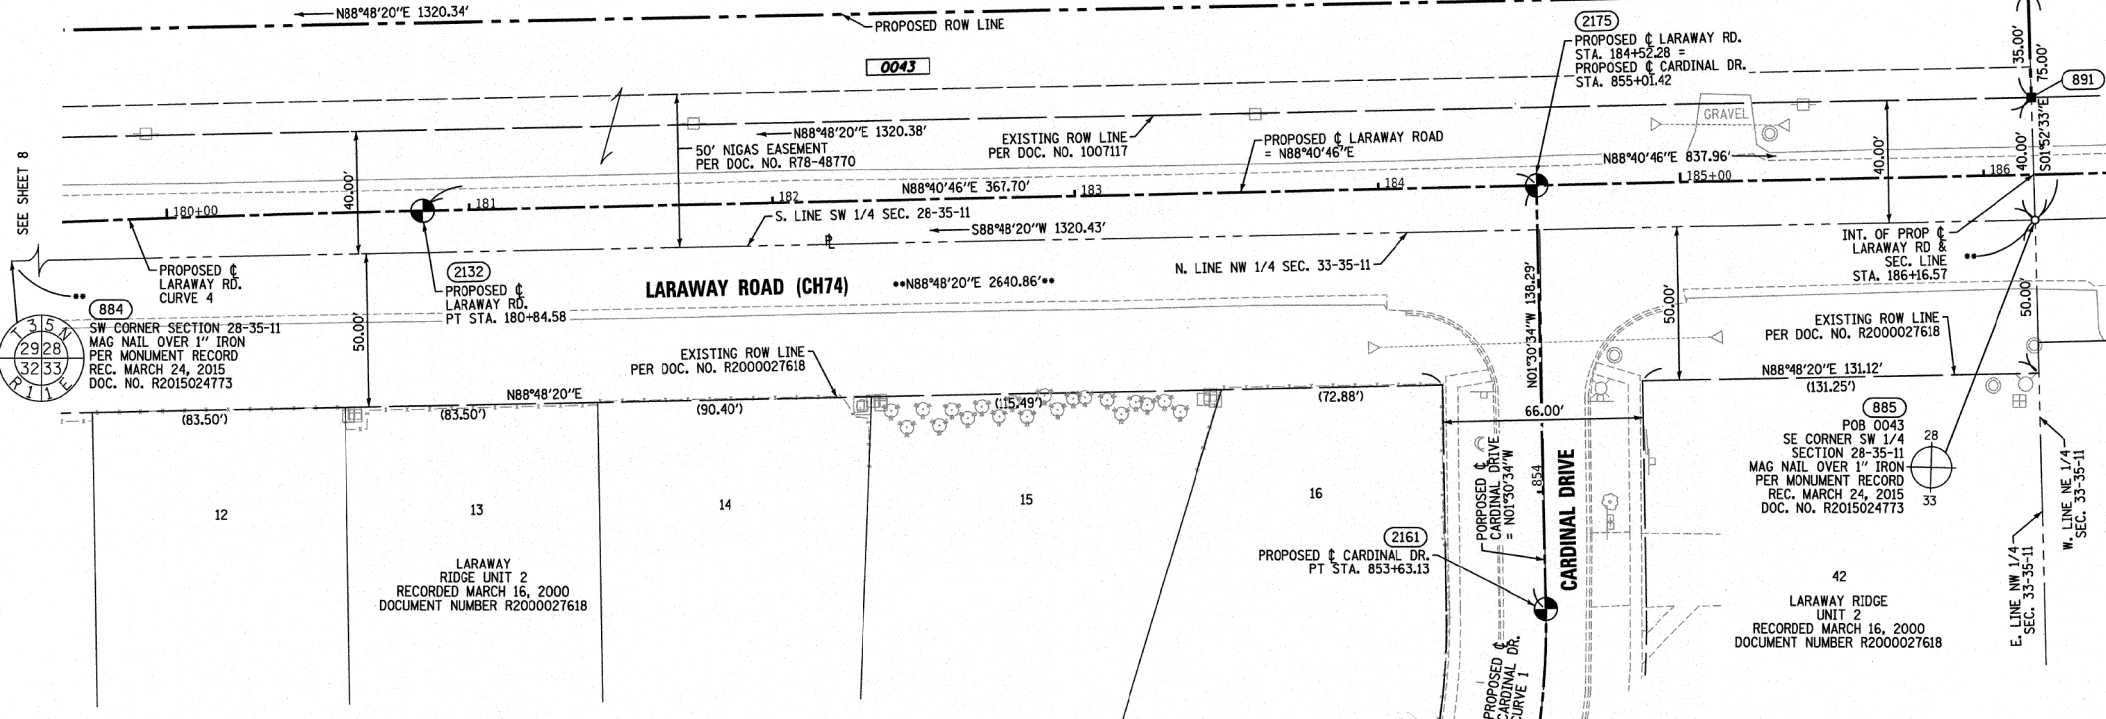 N88°48'20"E 1320.34'
PROPOSED ROW LINE
0043
2175
PROPOSED ℄ LARAWAY RD.
STA. 184+52.28 =
PROPOSED ℄ CARDINAL DR.
STA. 855+01.42
35.00'
75.00'
891
GRAVEL
N88°48'20"E 1320.38'
50' NIGAS EASEMENT
PER DOC. NO. R78-48770
EXISTING ROW LINE
PER DOC. NO. 1007117
PROPOSED ℄ LARAWAY ROAD
= N88°40'46"E
N88°40'46"E 837.96'
40.00'
40.00'
40.00'
S01°52'33"E
SEE SHEET 8
180+00
181
182
N88°40'46"E 367.70'
183
184
185+00
186
S. LINE SW 1/4 SEC. 28-35-11
S88°48'20"W 1320.43'
℄
N. LINE NW 1/4 SEC. 33-35-11
INT. OF PROP ℄
LARAWAY RD &
SEC. LINE
STA. 186+16.57
**
PROPOSED ℄
LARAWAY RD.
CURVE 4
**
2132
PROPOSED ℄
LARAWAY RD.
PT STA. 180+84.58
LARAWAY ROAD (CH74)
**N88°48'20"E 2640.86'**
N01°30'34"W 138.29'
50.00'
50.00'
50.00'
T35N
29 28
32 33
R11E
884
SW CORNER SECTION 28-35-11
MAG NAIL OVER 1" IRON
PER MONUMENT RECORD
REC. MARCH 24, 2015
DOC. NO. R2015024773
EXISTING ROW LINE
PER DOC. NO. R2000027618
EXISTING ROW LINE
PER DOC. NO. R2000027618
N88°48'20"E
N88°48'20"E 131.12'
(131.25')
(83.50')
(83.50')
(90.40')
(115.49')
(72.88')
66.00'
885
POB 0043
SE CORNER SW 1/4
SECTION 28-35-11
MAG NAIL OVER 1" IRON
PER MONUMENT RECORD
REC. MARCH 24, 2015
DOC. NO. R2015024773
28
33
W. LINE NE 1/4
SEC. 33-35-11
E. LINE NW 1/4
SEC. 33-35-11
12
13
14
15
16
42
PORPOSED ℄
CARDINAL DRIVE
= N01°30'34"W
854
CARDINAL DRIVE
2161
PROPOSED ℄ CARDINAL DR.
PT STA. 853+63.13
LARAWAY
RIDGE UNIT 2
RECORDED MARCH 16, 2000
DOCUMENT NUMBER R2000027618
LARAWAY RIDGE
UNIT 2
RECORDED MARCH 16, 2000
DOCUMENT NUMBER R2000027618
PROPOSED ℄
CARDINAL DR.
CURVE 1